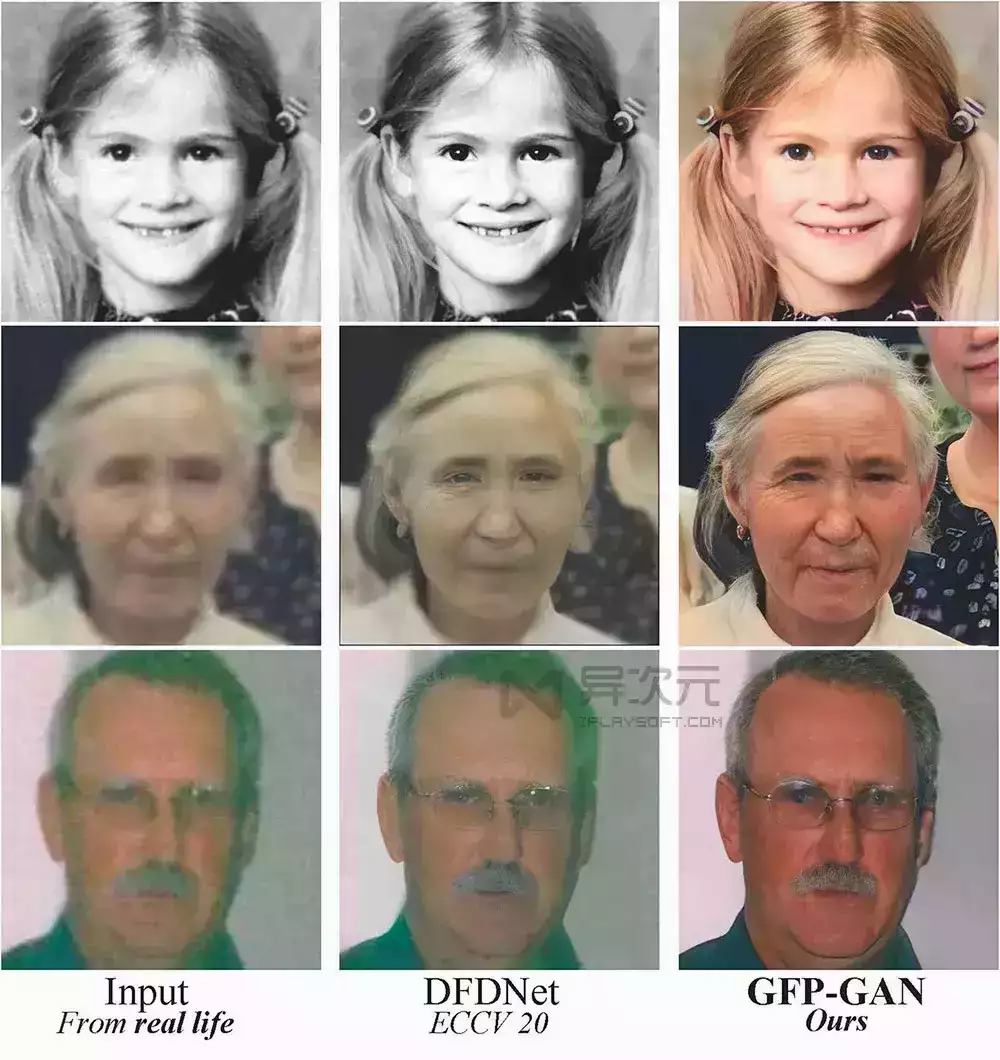 异次元
IPLAYSOFT.COM
Input
From real life
DFDNet
ECCV 20
GFP-GAN
Ours